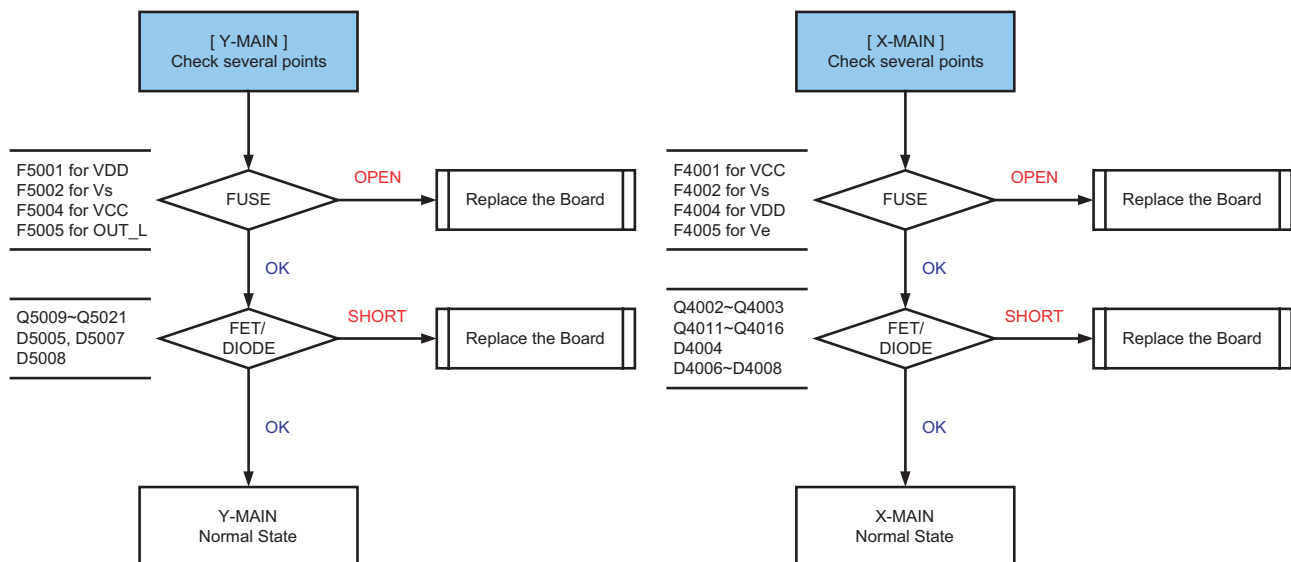 [ Y-MAIN ]
Check several points
F5001 for VDD
F5002 for Vs
F5004 for VCC
F5005 for OUT_L
FUSE
OPEN
Replace the Board
OK
Q5009~Q5021
D5005, D5007
D5008
FET/
DIODE
SHORT
Replace the Board
OK
Y-MAIN
Normal State
[ X-MAIN ]
Check several points
F4001 for VCC
F4002 for Vs
F4004 for VDD
F4005 for Ve
FUSE
OPEN
Replace the Board
OK
Q4002~Q4003
Q4011~Q4016
D4004
D4006~D4008
FET/
DIODE
SHORT
Replace the Board
OK
X-MAIN
Normal State